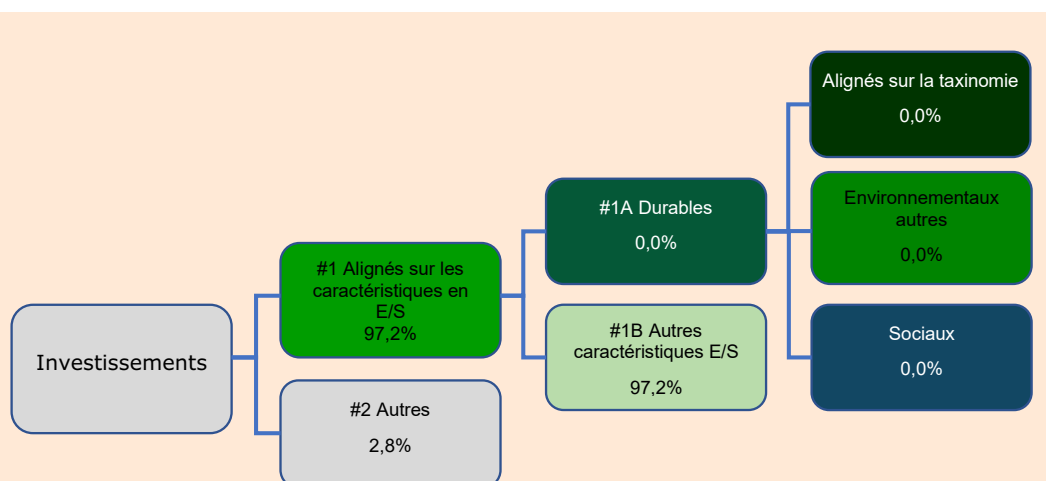 Investissements
#1 Alignés sur les
caractéristiques en
E/S
97,2%
#2 Autres
2,8%
#1A Durables
0,0%
#1B Autres
caractéristiques E/S
97,2%
Alignés sur la taxinomie
0,0%
Environnementaux
autres
0,0%
Sociaux
0,0%